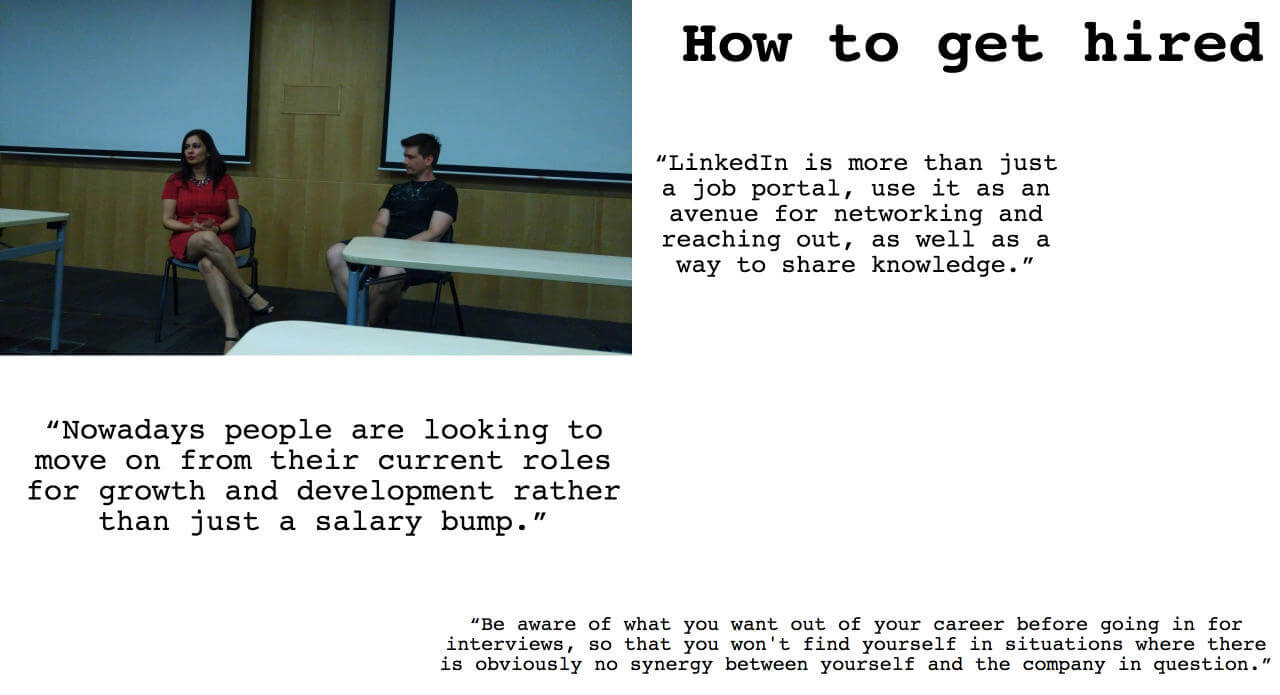 How to get hired
“LinkedIn is more than just
a job portal, use it as an
avenue for networking and
reaching out, as well as a
way to share knowledge.”
“Nowadays people are looking to
move on from their current roles
for growth and development rather
than just a salary bump.”
“Be aware of what you want out of your career before going in for
interviews, so that you won't find yourself in situations where there
is obviously no synergy between yourself and the company in question.”